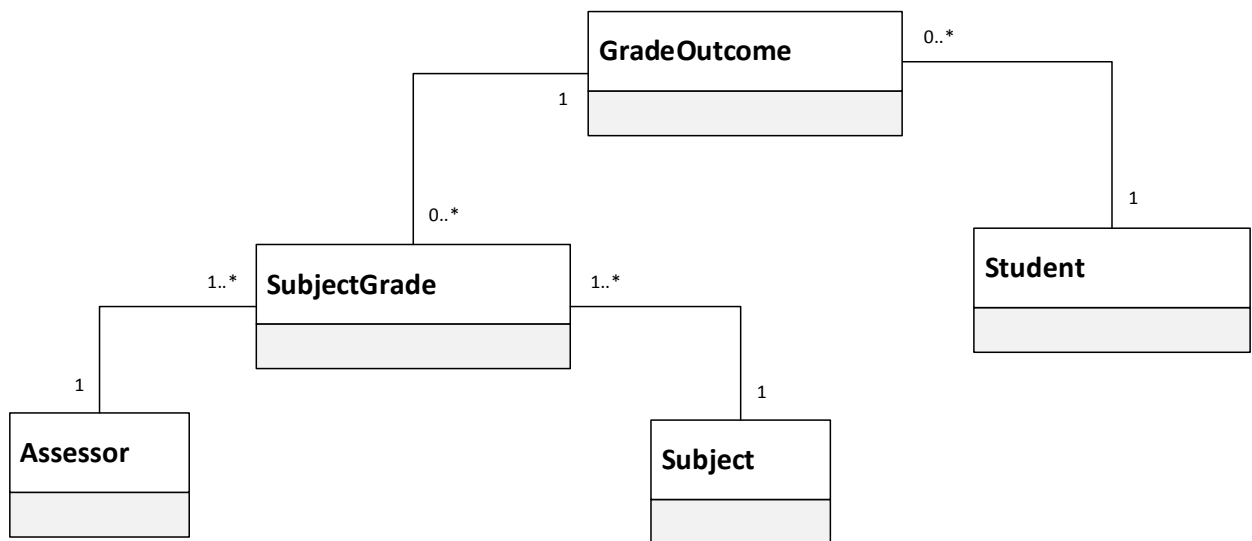 GradeOutcome
0..*
1
1
0..*
Student
1..*
SubjectGrade
1..*
1
1
Assessor
Subject